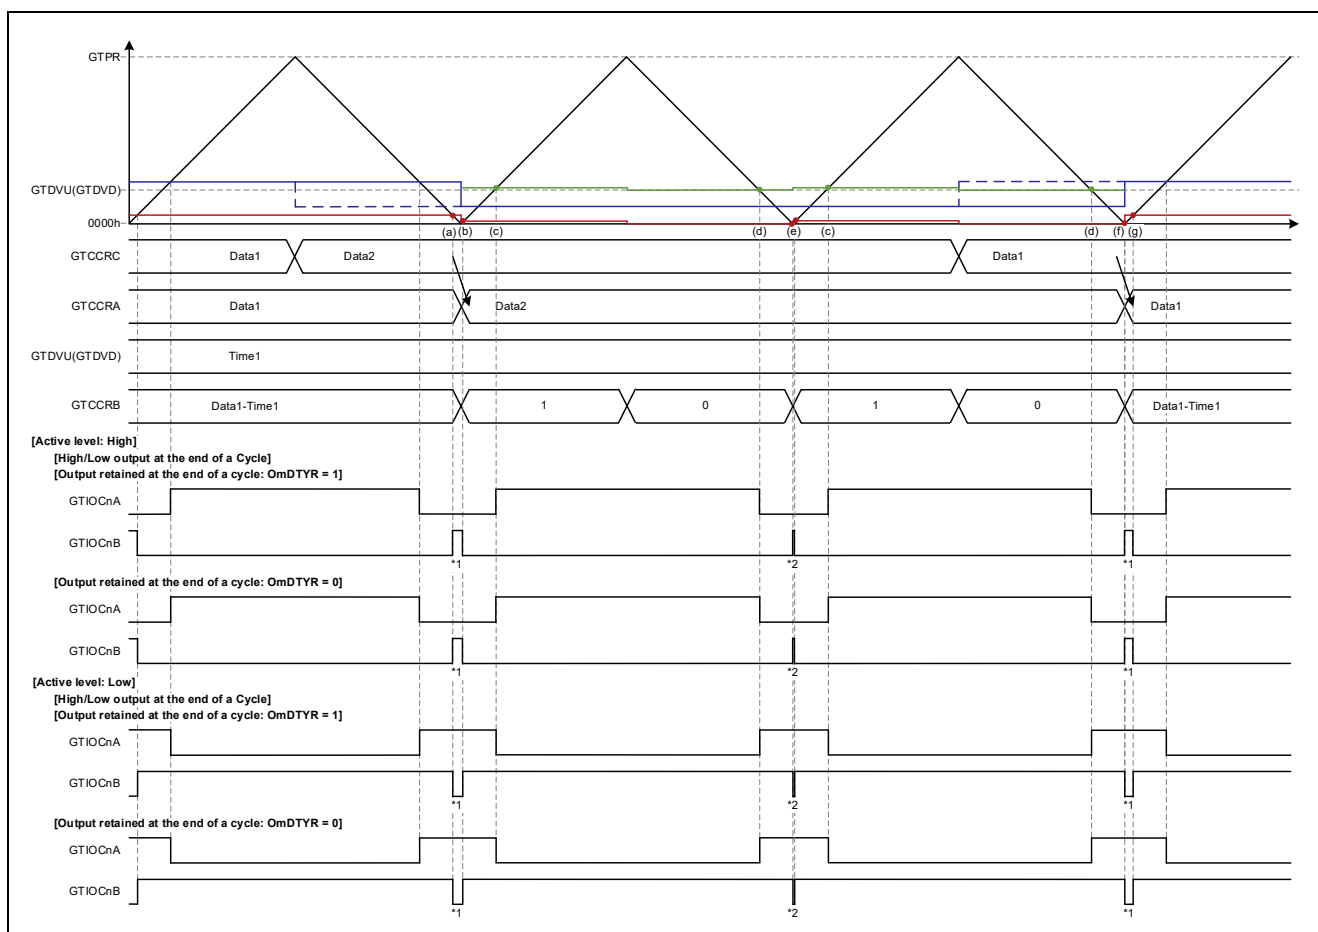 GTPR
GTDVU(GTDVD)
0000h
(a) (b) (c) (d) (e) (c) (d) (f) (g)
GTCCRC Data1 Data2 Data1
GTCCRA Data1 Data2 Data1
GTDVU(GTDVD) Time1
GTCCRB Data1-Time1 1 0 1 0 Data1-Time1
[Active level: High]
[High/Low output at the end of a Cycle]
[Output retained at the end of a cycle: OmDTYR = 1]
GTIOCnA
GTIOCnB
*1 *2 *1
[Output retained at the end of a cycle: OmDTYR = 0]
GTIOCnA
GTIOCnB
*1 *2 *1
[Active level: Low]
[High/Low output at the end of a Cycle]
[Output retained at the end of a cycle: OmDTYR = 1]
GTIOCnA
GTIOCnB
*1 *2 *1
[Output retained at the end of a cycle: OmDTYR = 0]
GTIOCnA
GTIOCnB
*1 *2 *1